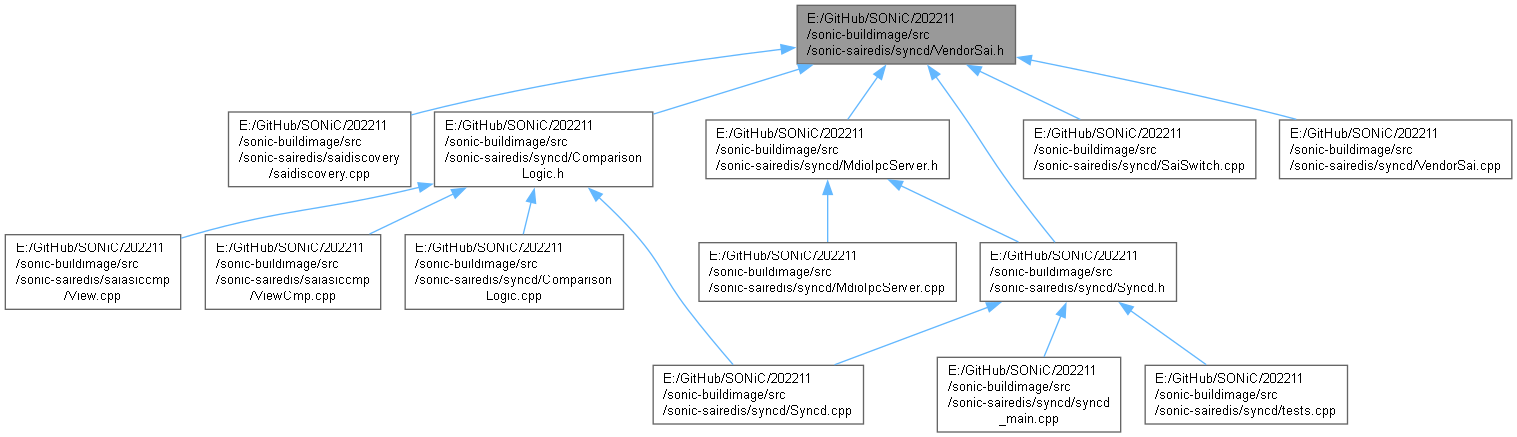 E:/GitHub/SONiC/202211
/sonic-buildimage/src
/sonic-sairedis/syncd/VendorSai.h
E:/GitHub/SONiC/202211
/sonic-buildimage/src
/sonic-sairedis/saidiscovery
/saidiscovery.cpp
E:/GitHub/SONiC/202211
/sonic-buildimage/src
/sonic-sairedis/syncd/Comparison
Logic.h
E:/GitHub/SONiC/202211
/sonic-buildimage/src
/sonic-sairedis/syncd/MdioIpcServer.h
E:/GitHub/SONiC/202211
/sonic-buildimage/src
/sonic-sairedis/syncd/SaiSwitch.cpp
E:/GitHub/SONiC/202211
/sonic-buildimage/src
/sonic-sairedis/syncd/VendorSai.cpp
E:/GitHub/SONiC/202211
/sonic-buildimage/src
/sonic-sairedis/saiasiccmp
/View.cpp
E:/GitHub/SONiC/202211
/sonic-buildimage/src
/sonic-sairedis/saiasiccmp
/ViewCmp.cpp
E:/GitHub/SONiC/202211
/sonic-buildimage/src
/sonic-sairedis/syncd/Comparison
Logic.cpp
E:/GitHub/SONiC/202211
/sonic-buildimage/src
/sonic-sairedis/syncd/MdioIpcServer.cpp
E:/GitHub/SONiC/202211
/sonic-buildimage/src
/sonic-sairedis/syncd/Syncd.h
E:/GitHub/SONiC/202211
/sonic-buildimage/src
/sonic-sairedis/syncd/Syncd.cpp
E:/GitHub/SONiC/202211
/sonic-buildimage/src
/sonic-sairedis/syncd/syncd
_main.cpp
E:/GitHub/SONiC/202211
/sonic-buildimage/src
/sonic-sairedis/syncd/tests.cpp